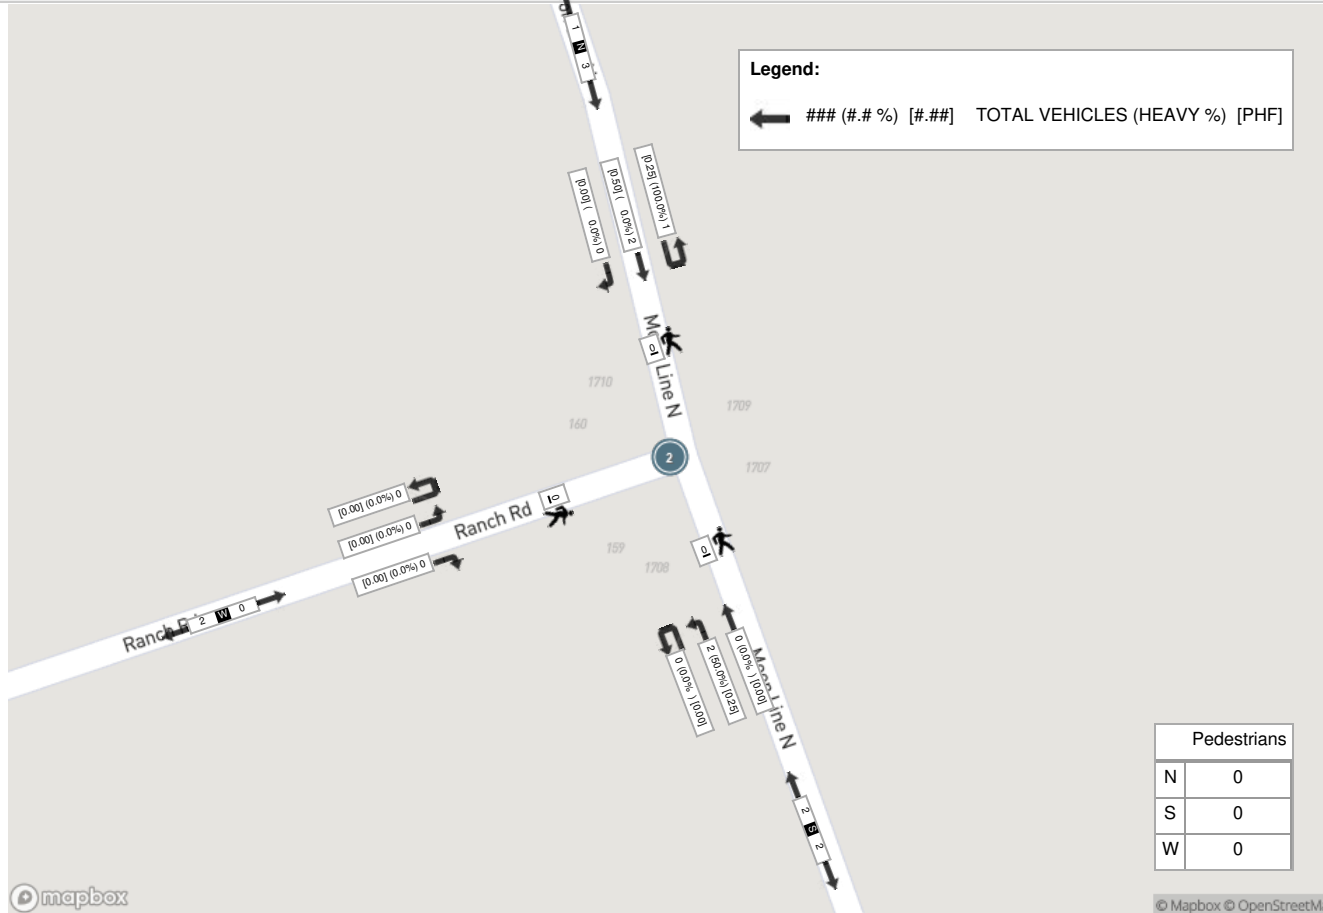 1 N 3
Legend:
### (#.# %) [#.##] TOTAL VEHICLES (HEAVY %) [PHF]
[0.00] ( 0.0%) 0
[0.50] ( 0.0%) 2
[0.25] (100.0%) 1
0
Line N
1710
1709
160
2
1707
[0.00] (0.0%) 0
[0.00] (0.0%) 0
[0.00] (0.0%) 0
Ranch Rd
0
159
1708
0
2 W 0
Ranch
0 (0.0% ) [0.00]
2 (50.0%) [0.25]
0 (0.0% ) [0.00]
Moon Line N
2 S 2
Pedestrians
N 0
S 0
W 0
mapbox
© Mapbox © OpenStreetM